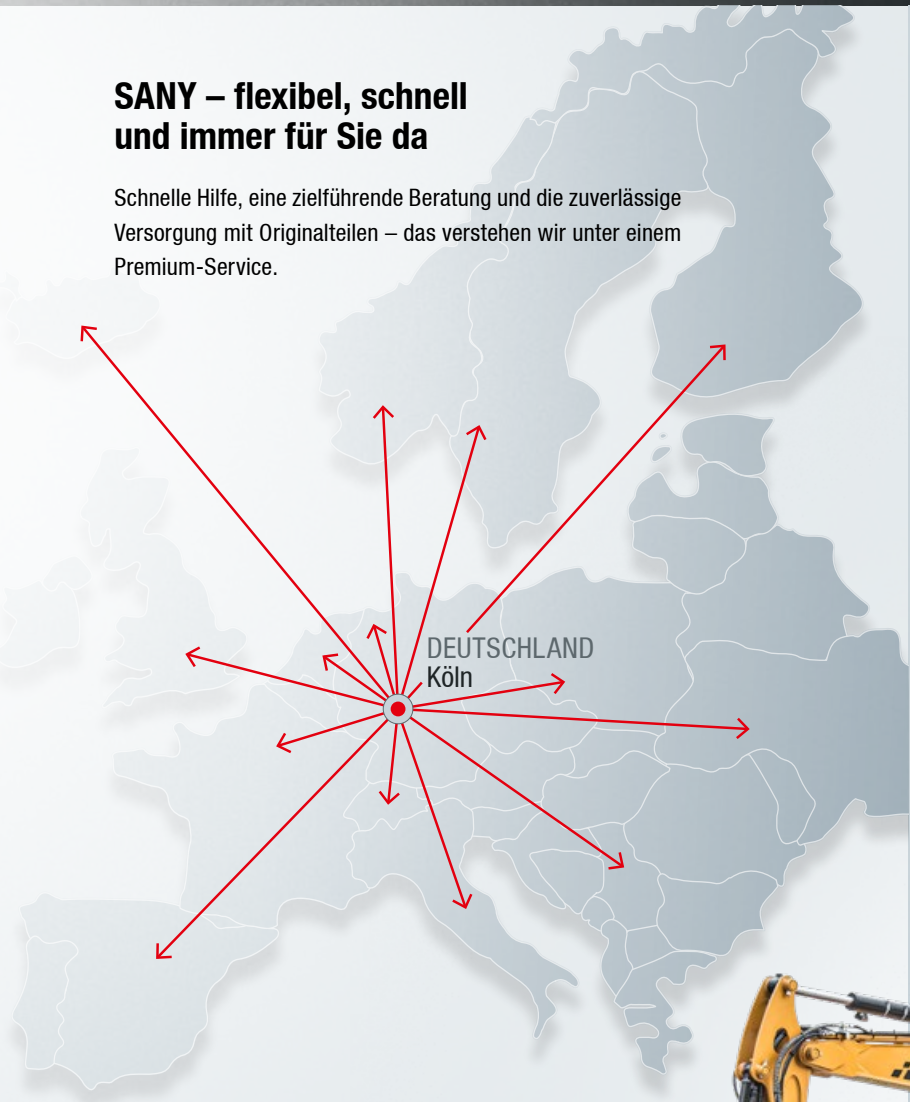 SANY – flexibel, schnell
und immer für Sie da
Schnelle Hilfe, eine zielführende Beratung und die zuverlässige
Versorgung mit Originalteilen – das verstehen wir unter einem
Premium-Service.
DEUTSCHLAND
Köln